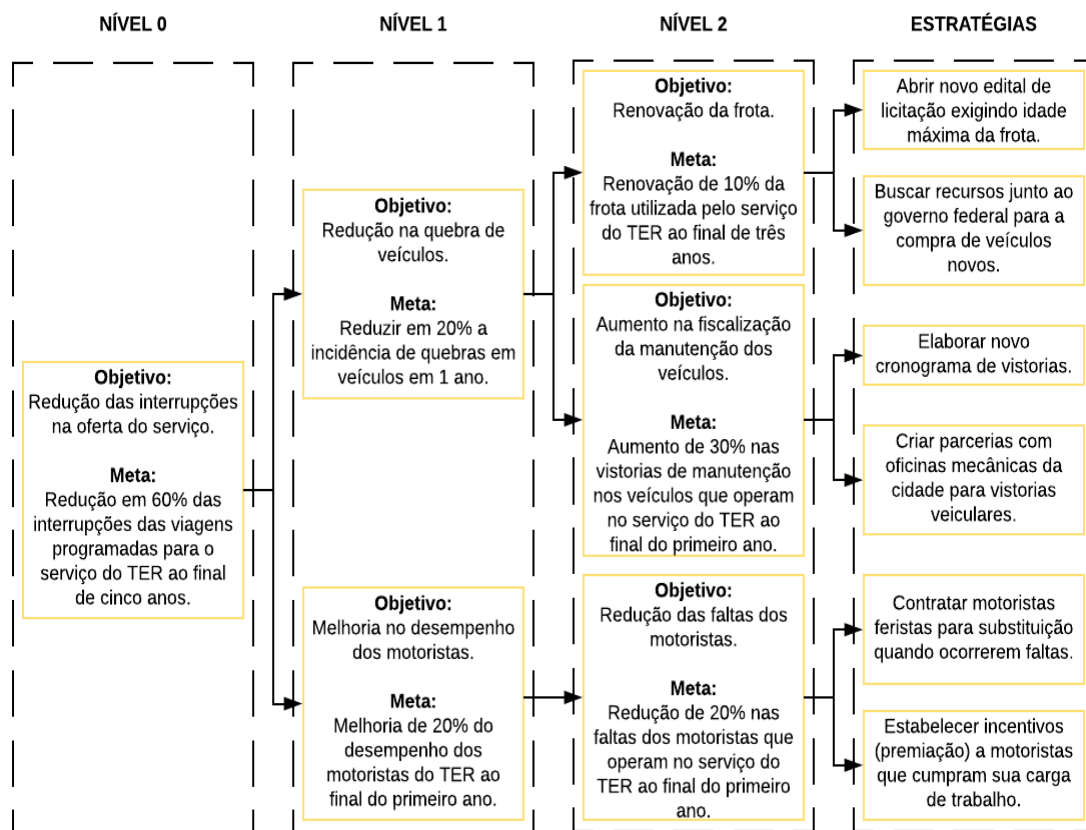 NÍVEL 0
NÍVEL 1
NÍVEL 2
ESTRATÉGIAS
Objetivo:
Redução das interrupções
na oferta do serviço.
Meta:
Redução em 60% das
interrupções das viagens
programadas para o
serviço do TER ao final
de cinco anos.
Objetivo:
Redução na quebra de
veículos.
Meta:
Reduzir em 20% a
incidência de quebras em
veículos em 1 ano.
Objetivo:
Melhoria no desempenho
dos motoristas.
Meta:
Melhoria de 20% do
desempenho dos
motoristas do TER ao
final do primeiro ano.
Objetivo:
Renovação da frota.
Meta:
Renovação de 10% da
frota utilizada pelo serviço
do TER ao final de três
anos.
Objetivo:
Aumento na fiscalização
da manutenção dos
veículos.
Meta:
Aumento de 30% nas
vistorias de manutenção
nos veículos que operam
no serviço do TER ao
final do primeiro ano.
Objetivo:
Redução das faltas dos
motoristas.
Meta:
Redução de 20% nas
faltas dos motoristas que
operam no serviço do
TER ao final do primeiro
ano.
Abrir novo edital de
licitação exigindo idade
máxima da frota.
Buscar recursos junto ao
governo federal para a
compra de veículos
novos.
Elaborar novo
cronograma de vistorias.
Criar parcerias com
oficinas mecânicas da
cidade para vistorias
veiculares.
Contratar motoristas
feristas para substituição
quando ocorrerem faltas.
Estabelecer incentivos
(premiação) a motoristas
que cumpram sua carga
de trabalho.